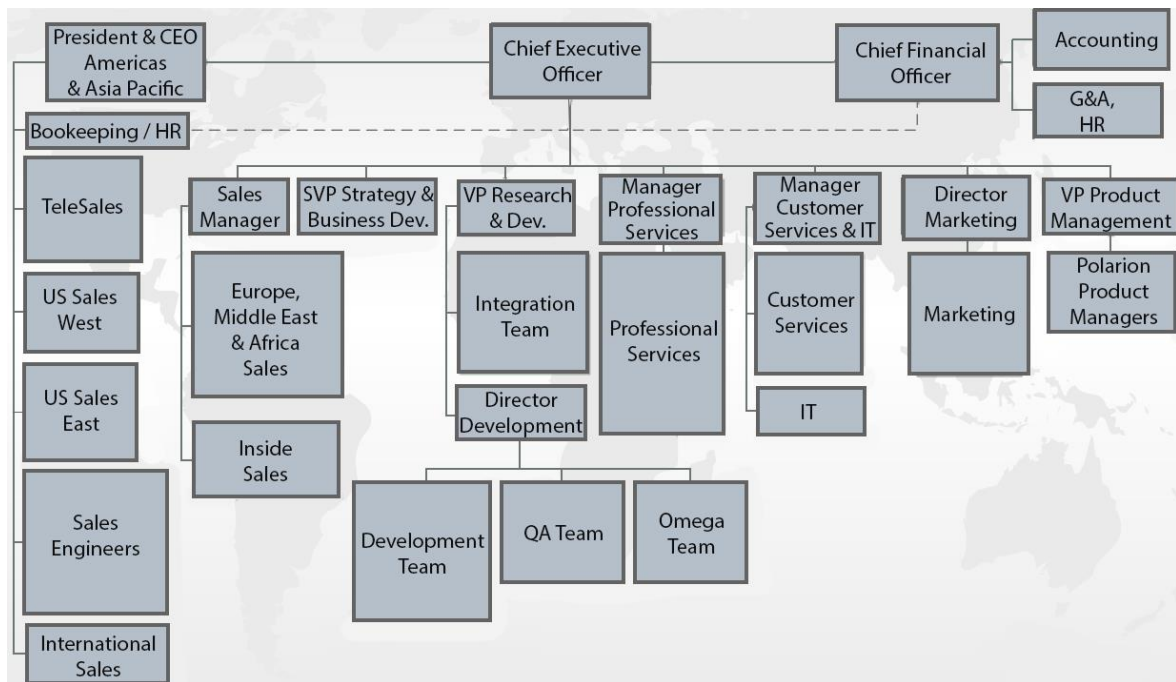 President & CEO
Americas
& Asia Pacific
Chief Executive
Officer
Chief Financial
Officer
Accounting
G&A,
HR
Bookeeping / HR
TeleSales
US Sales
West
US Sales
East
Sales
Engineers
International
Sales
Sales
Manager
Europe,
Middle East
& Africa
Sales
Inside
Sales
SVP Strategy &
Business Dev.
VP Research
& Dev.
Integration
Team
Director
Development
Development
Team
QA Team
Omega
Team
Manager
Professional
Services
Professional
Services
Manager
Customer
Services & IT
Customer
Services
IT
Director
Marketing
Marketing
VP Product
Management
Polarion
Product
Managers